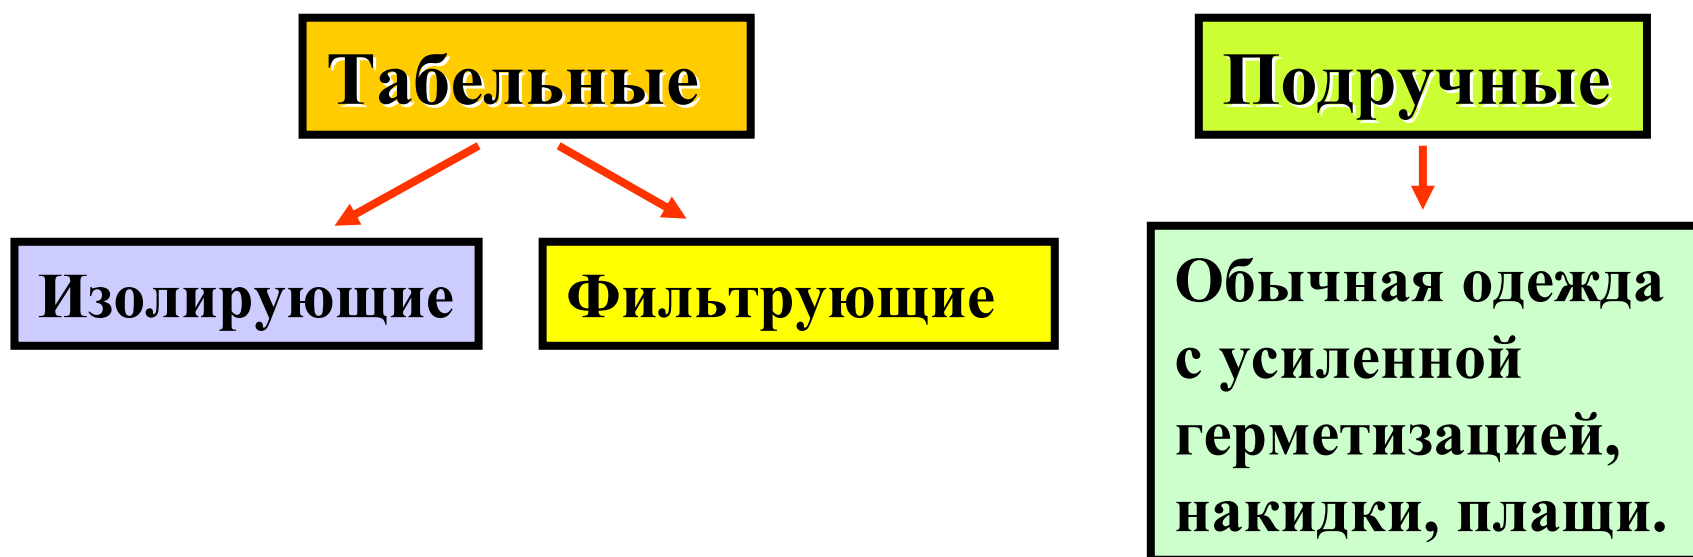 Табельные
Подручные
Изолирующие
Фильтрующие
Обычная одежда
с усиленной
герметизацией,
накидки, плащи.